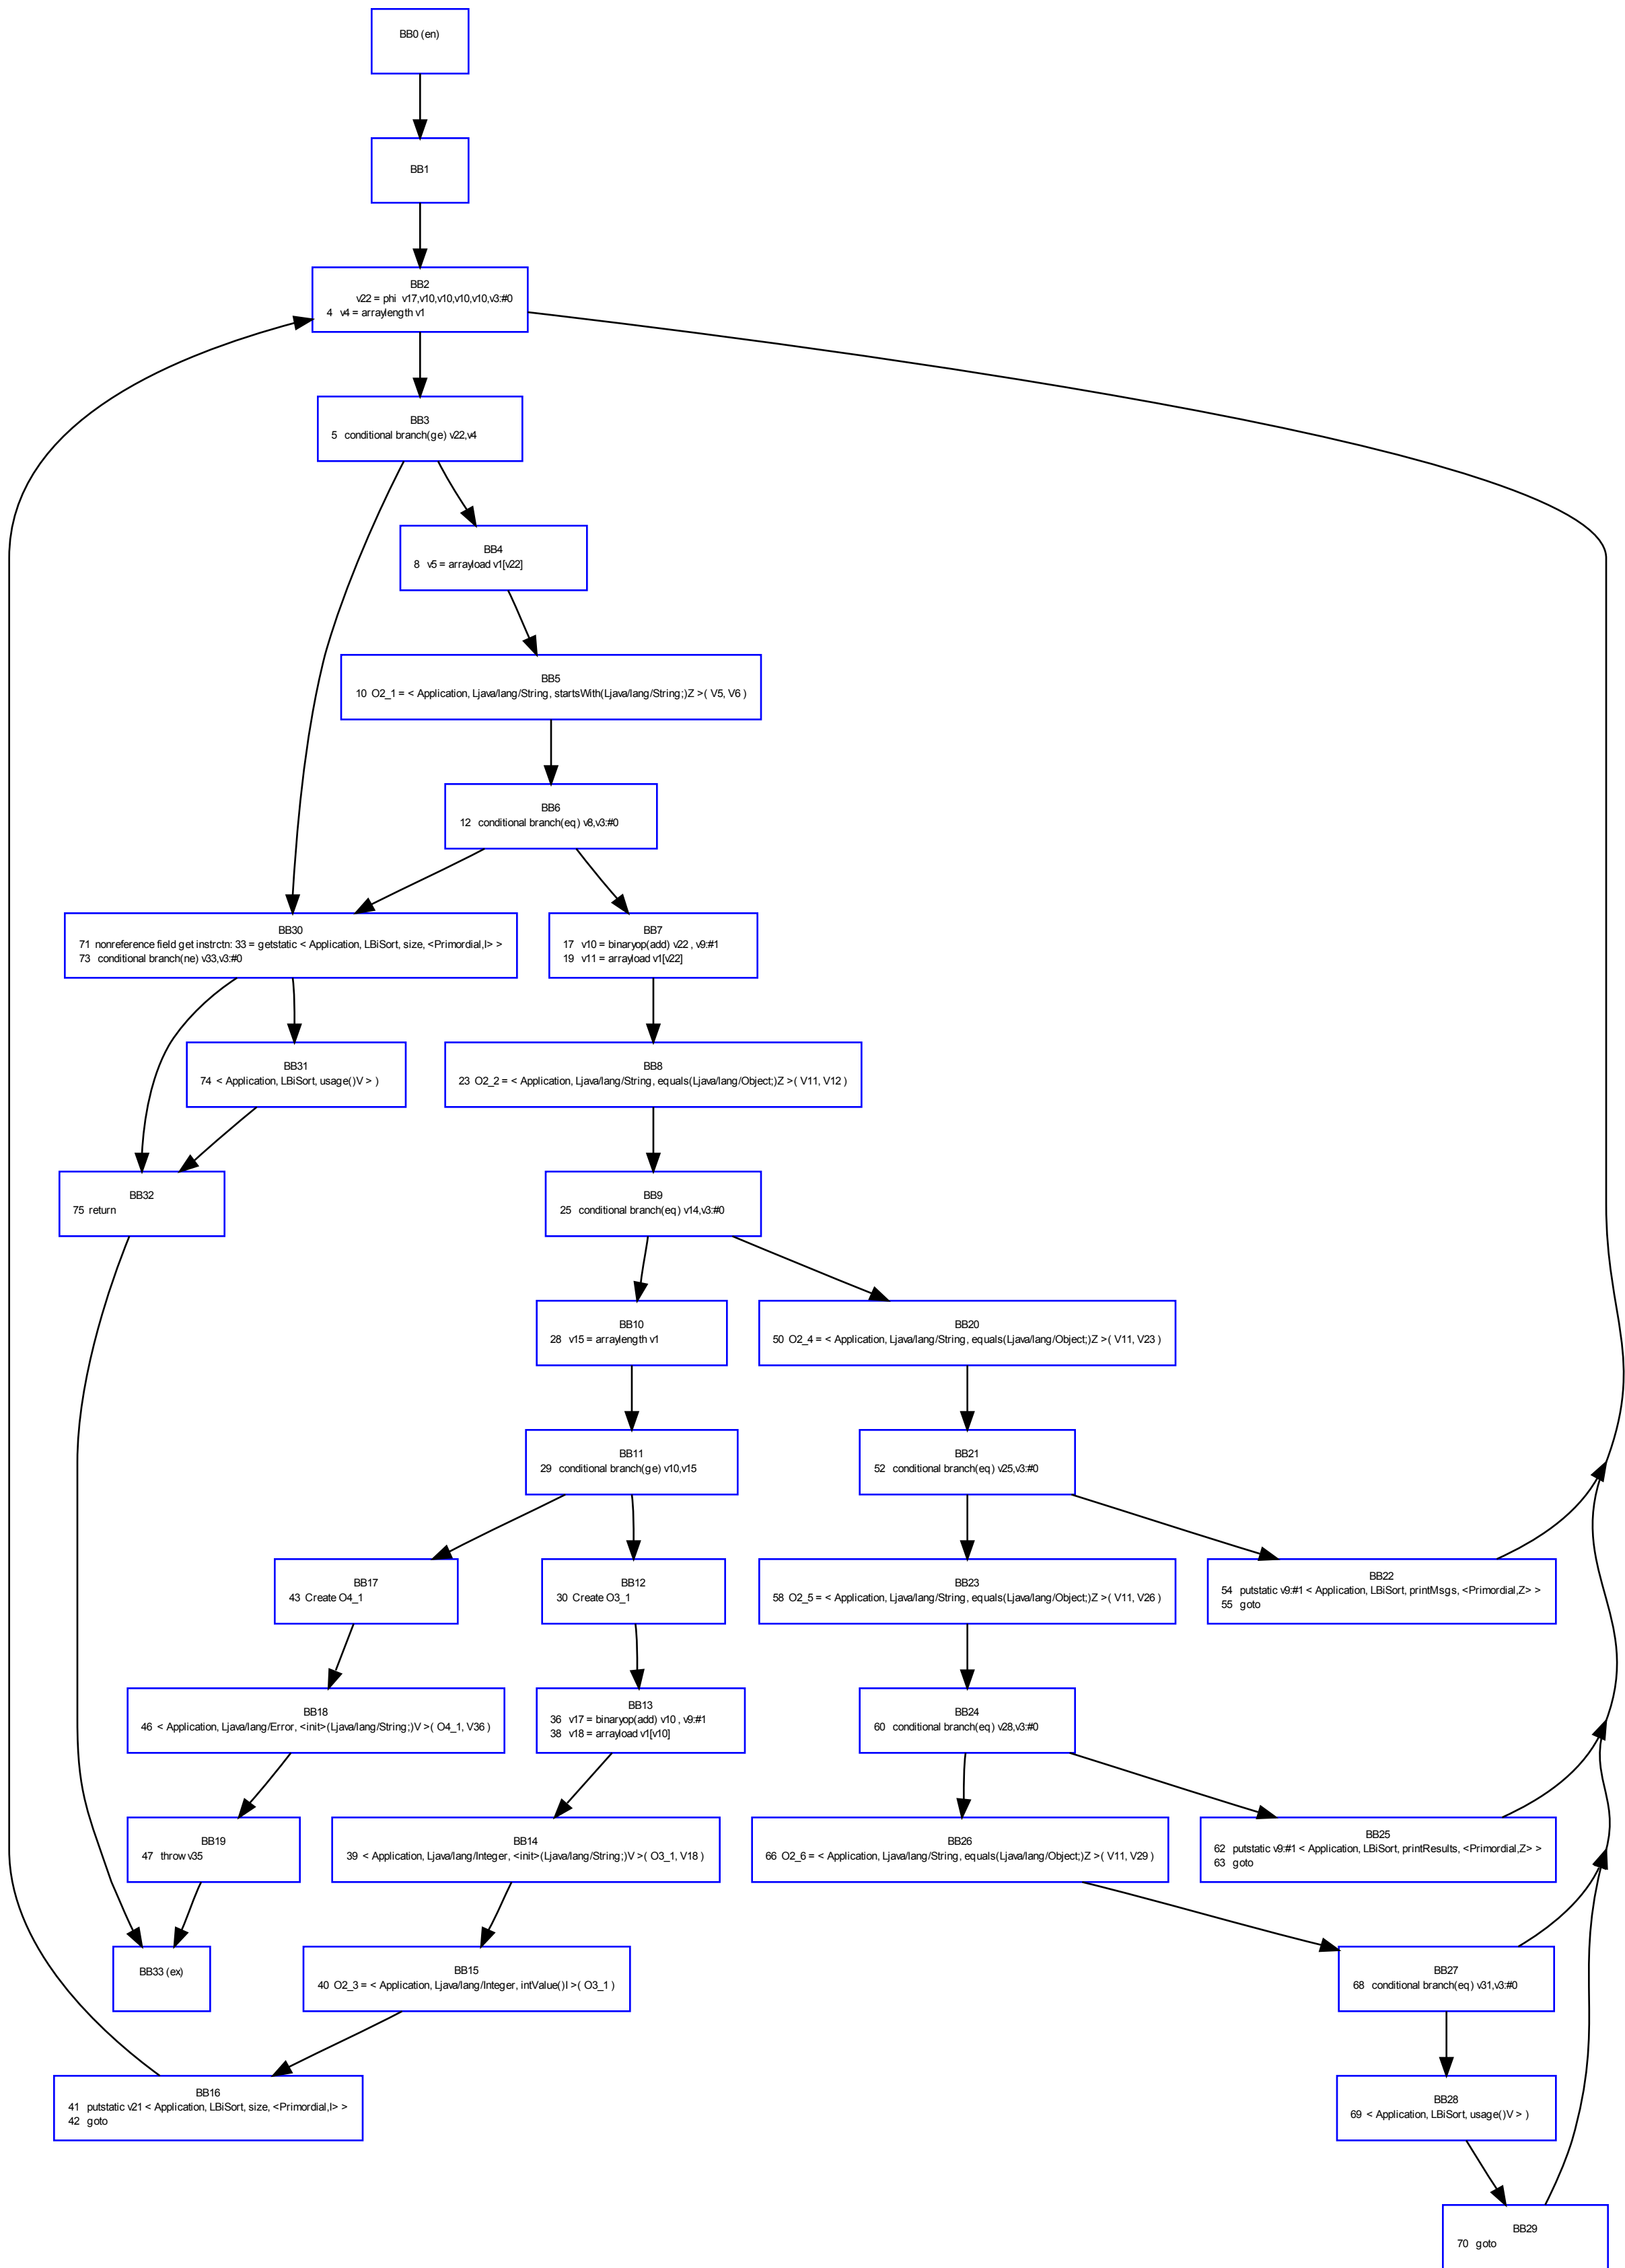 BB0 (en)
BB1
BB2
v22 = phi v17,v10,v10,v10,v10,v3:#0
4 v4 = arraylength v1
BB3
5 conditional branch(ge) v22,v4
BB4
8 v5 = arrayload v1[v22]
BB5
10 O2_1 = < Application, Ljava/lang/String, startsWith(Ljava/lang/String;)Z >( V5, V6 )
BB6
12 conditional branch(eq) v8,v3:#0
BB30
71 nonreference field get instrctn: 33 = getstatic < Application, LBiSort, size, <Primordial,I> >
73 conditional branch(ne) v33,v3:#0
BB7
17 v10 = binaryop(add) v22 , v9:#1
19 v11 = arrayload v1[v22]
BB31
74 < Application, LBiSort, usage()V > )
BB8
23 O2_2 = < Application, Ljava/lang/String, equals(Ljava/lang/Object;)Z >( V11, V12 )
BB32
75 return
BB9
25 conditional branch(eq) v14,v3:#0
BB10
28 v15 = arraylength v1
BB20
50 O2_4 = < Application, Ljava/lang/String, equals(Ljava/lang/Object;)Z >( V11, V23 )
BB11
29 conditional branch(ge) v10,v15
BB21
52 conditional branch(eq) v25,v3:#0
BB17
43 Create O4_1
BB12
30 Create O3_1
BB23
58 O2_5 = < Application, Ljava/lang/String, equals(Ljava/lang/Object;)Z >( V11, V26 )
BB22
54 putstatic v9:#1 < Application, LBiSort, printMsgs, <Primordial,Z> >
55 goto
BB18
46 < Application, Ljava/lang/Error, <init>(Ljava/lang/String;)V >( O4_1, V36 )
BB13
36 v17 = binaryop(add) v10 , v9:#1
38 v18 = arrayload v1[v10]
BB24
60 conditional branch(eq) v28,v3:#0
BB19
47 throw v35
BB14
39 < Application, Ljava/lang/Integer, <init>(Ljava/lang/String;)V >( O3_1, V18 )
BB26
66 O2_6 = < Application, Ljava/lang/String, equals(Ljava/lang/Object;)Z >( V11, V29 )
BB25
62 putstatic v9:#1 < Application, LBiSort, printResults, <Primordial,Z> >
63 goto
BB33 (ex)
BB15
40 O2_3 = < Application, Ljava/lang/Integer, intValue()I >( O3_1 )
BB27
68 conditional branch(eq) v31,v3:#0
BB16
41 putstatic v21 < Application, LBiSort, size, <Primordial,I> >
42 goto
BB28
69 < Application, LBiSort, usage()V > )
BB29
70 goto